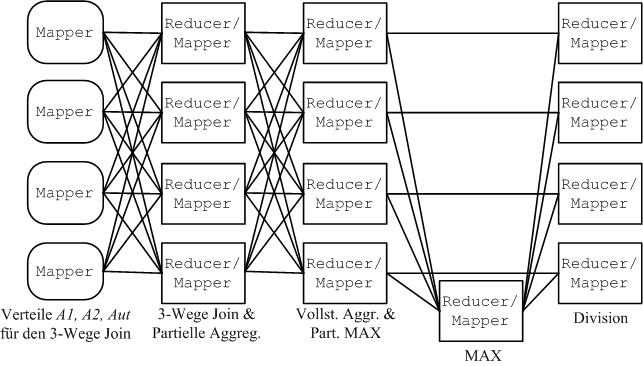 Mapper
Reducer/
Mapper
Reducer/
Mapper
Reducer/
Mapper
Mapper
Reducer/
Mapper
Reducer/
Mapper
Reducer/
Mapper
Mapper
Reducer/
Mapper
Reducer/
Mapper
Reducer/
Mapper
Mapper
Reducer/
Mapper
Reducer/
Mapper
Reducer/
Mapper
Reducer/
Mapper
Verteile A1, A2, Aut
für den 3-Wege Join
3-Wege Join &
Partielle Aggreg.
Vollst. Aggr. &
Part. MAX
MAX
Division